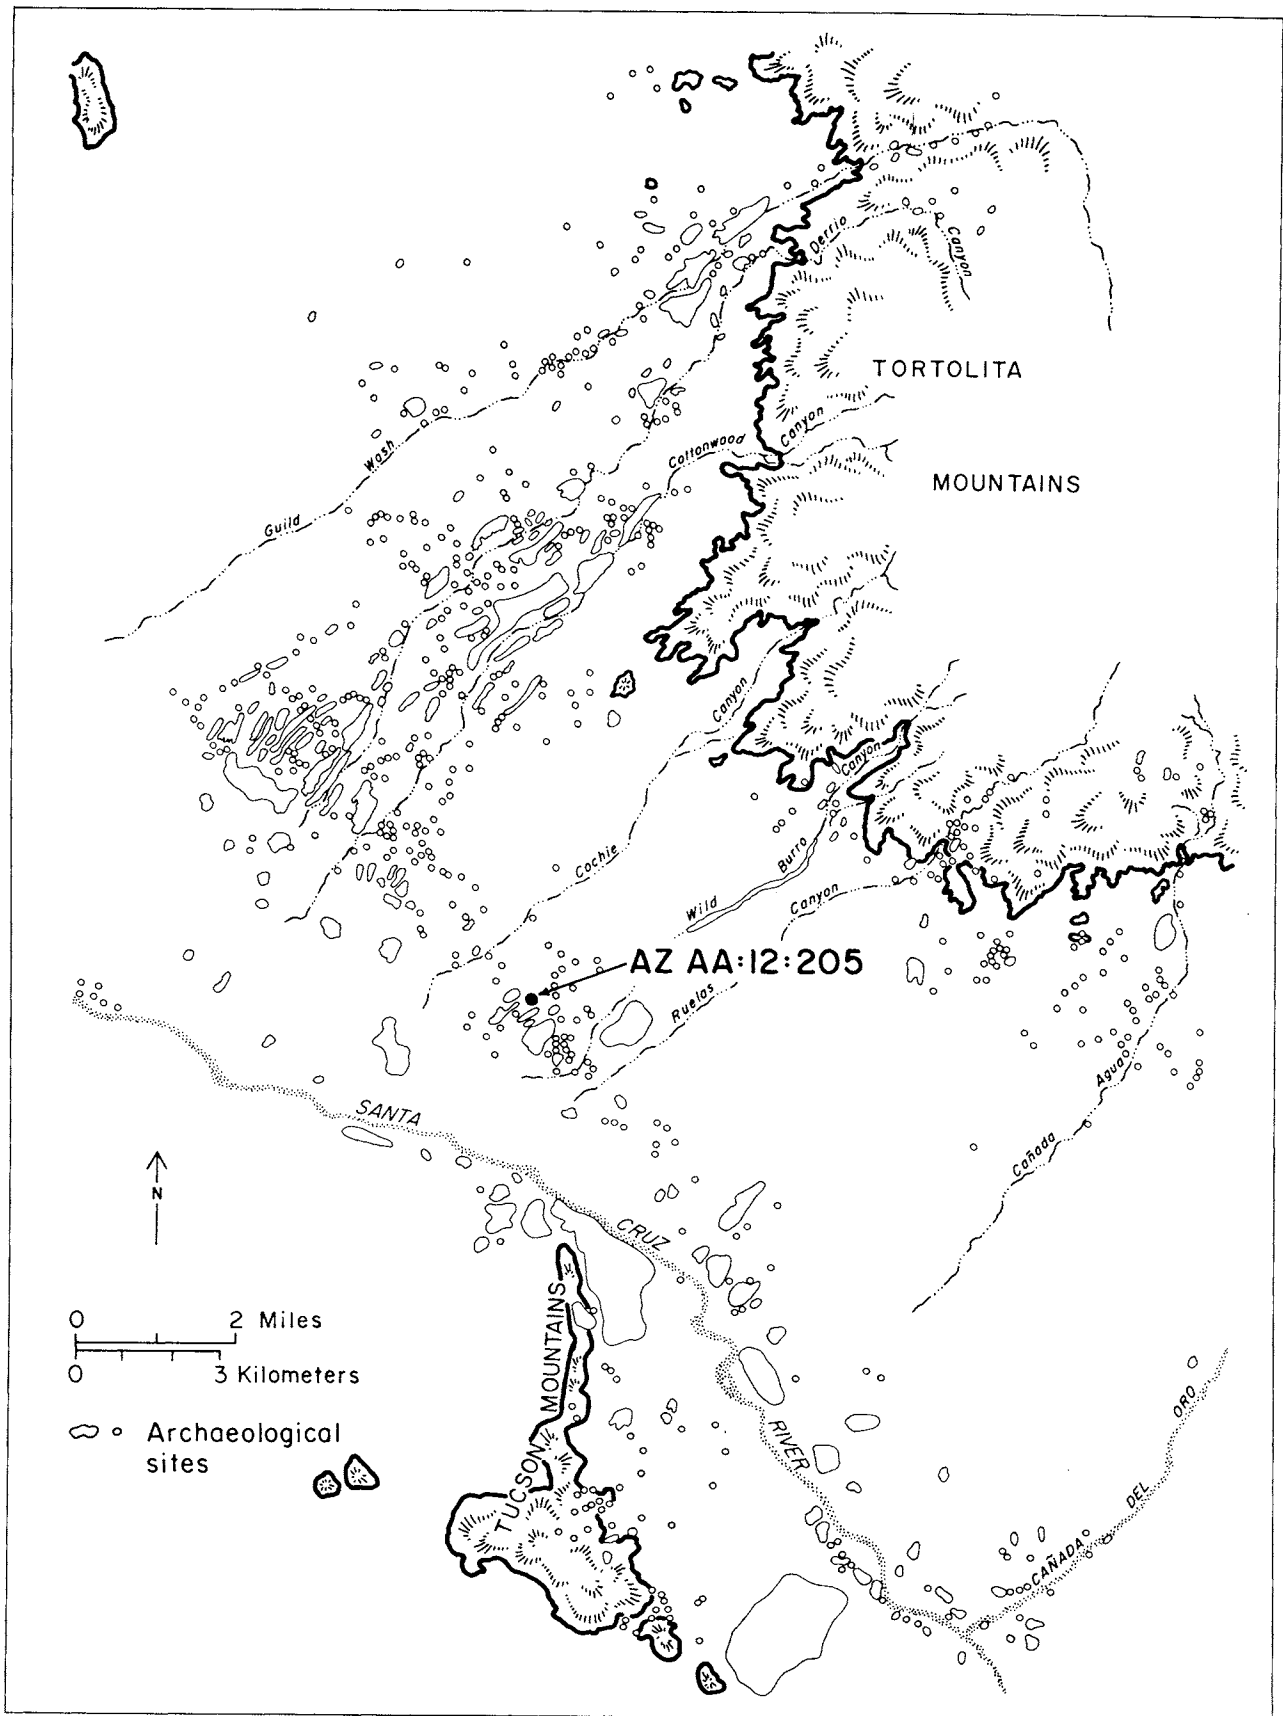 Derrio
Canyon
TORTOLITA
Canyon
Cottonwood
Wash
MOUNTAINS
Guild
Canyon
Canyon
Cochie
Burro
Wild
Canyon
AZ AA:12:205
Ruelas
Agua
SANTA
Cañada
N
CRUZ
0 2 Miles
0 3 Kilometers
MOUNTAINS
TUCSON
Archaeological
sites
RIVER
ORO
DEL
CAÑADA